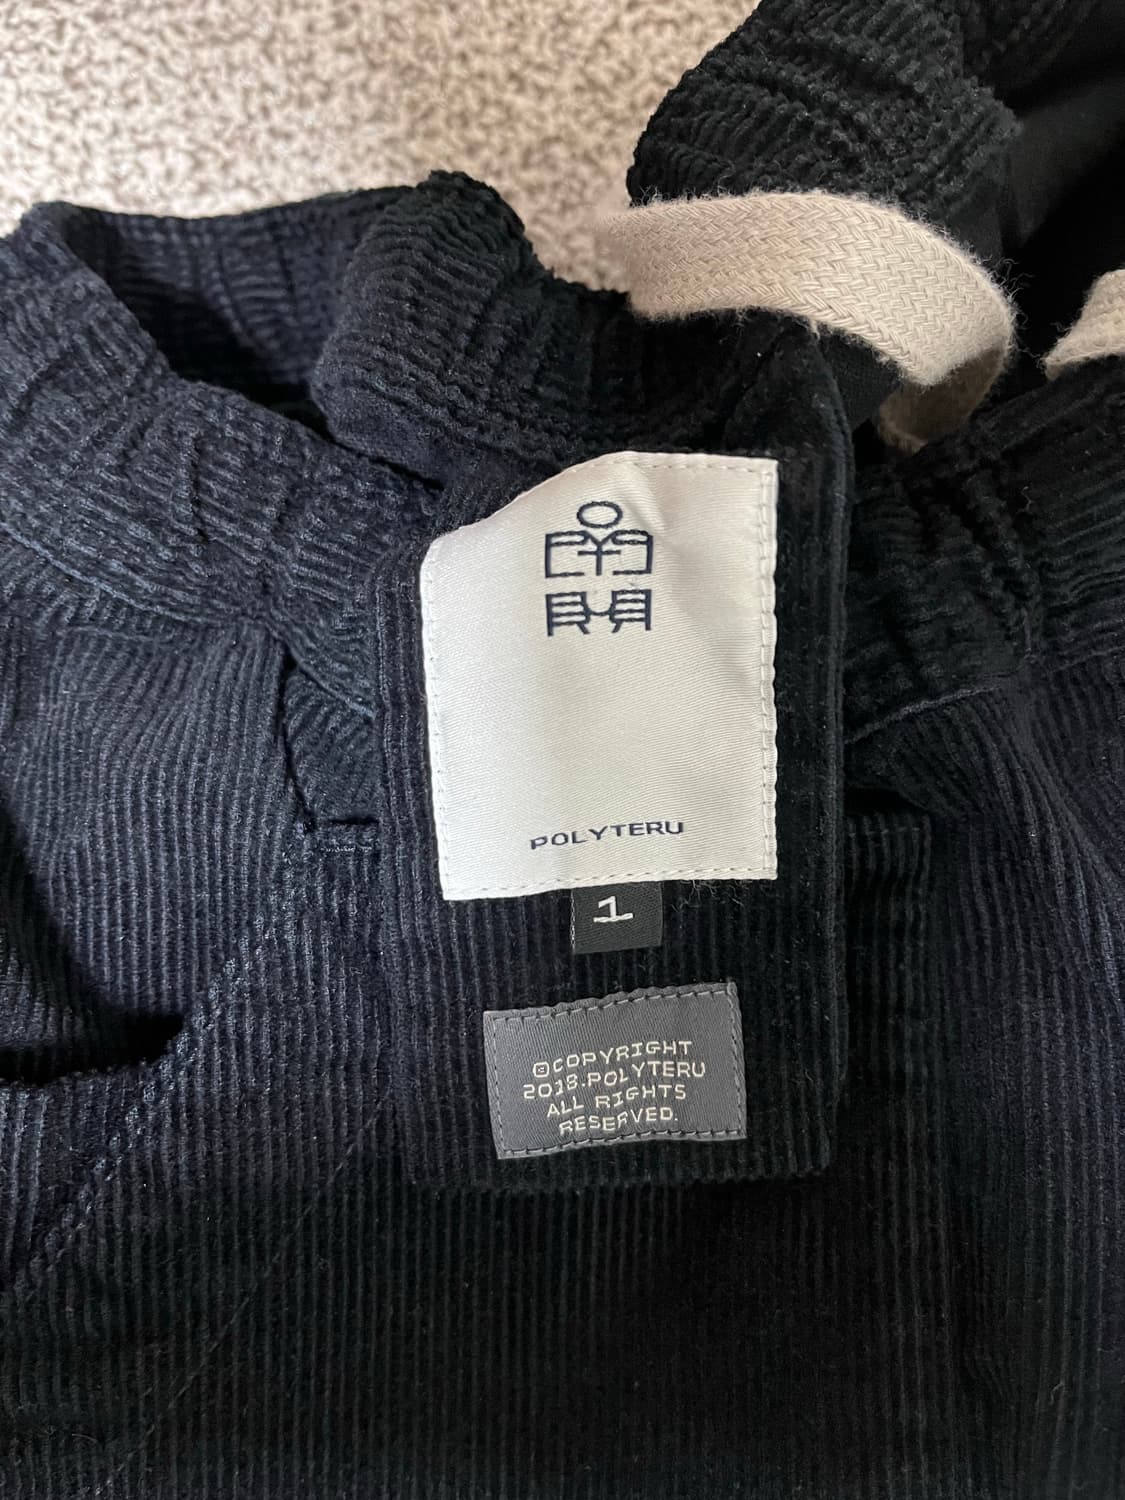 POLYTERU
1
©COPYRIGHT
2018.POLYTERU
ALL RIGHTS
RESERVED.